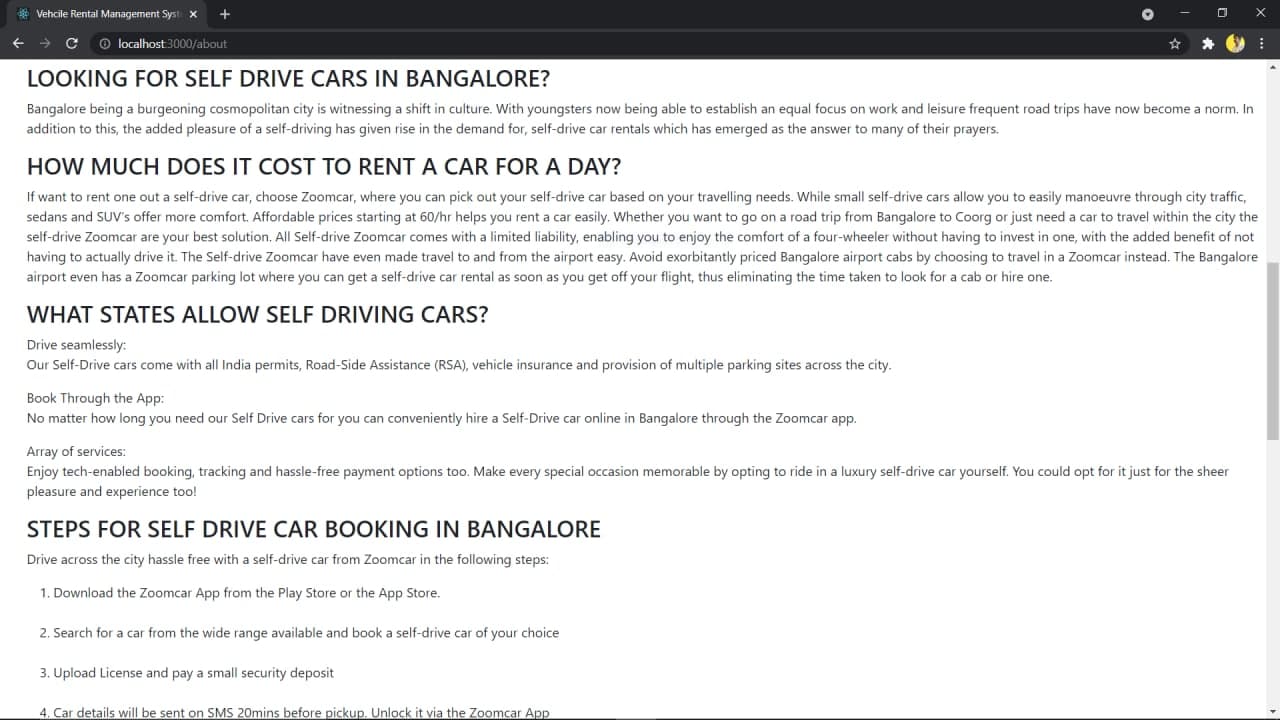 Vehcile Rental Management Syst
localhost:3000/about
LOOKING FOR SELF DRIVE CARS IN BANGALORE?
Bangalore being a burgeoning cosmopolitan city is witnessing a shift in culture. With youngsters now being able to establish an equal focus on work and leisure frequent road trips have now become a norm. In
addition to this, the added pleasure of a self-driving has given rise in the demand for, self-drive car rentals which has emerged as the answer to many of their prayers.
HOW MUCH DOES IT COST TO RENT A CAR FOR A DAY?
If want to rent one out a self-drive car, choose Zoomcar, where you can pick out your self-drive car based on your travelling needs. While small self-drive cars allow you to easily manoeuvre through city traffic,
sedans and SUV's offer more comfort. Affordable prices starting at 60/hr helps you rent a car easily. Whether you want to go on a road trip from Bangalore to Coorg or just need a car to travel within the city the
self-drive Zoomcar are your best solution. All Self-drive Zoomcar comes with a limited liability, enabling you to enjoy the comfort of a four-wheeler without having to invest in one, with the added benefit of not
having to actually drive it. The Self-drive Zoomcar have even made travel to and from the airport easy. Avoid exorbitantly priced Bangalore airport cabs by choosing to travel in a Zoomcar instead. The Bangalore
airport even has a Zoomcar parking lot where you can get a self-drive car rental as soon as you get off your flight, thus eliminating the time taken to look for a cab or hire one.
WHAT STATES ALLOW SELF DRIVING CARS?
Drive seamlessly:
Our Self-Drive cars come with all India permits, Road-Side Assistance (RSA), vehicle insurance and provision of multiple parking sites across the city.
Book Through the App:
No matter how long you need our Self Drive cars for you can conveniently hire a Self-Drive car online in Bangalore through the Zoomcar app.
Array of services:
Enjoy tech-enabled booking, tracking and hassle-free payment options too. Make every special occasion memorable by opting to ride in a luxury self-drive car yourself. You could opt for it just for the sheer
pleasure and experience too!
STEPS FOR SELF DRIVE CAR BOOKING IN BANGALORE
Drive across the city hassle free with a self-drive car from Zoomcar in the following steps:
1. Download the Zoomcar App from the Play Store or the App Store.
2. Search for a car from the wide range available and book a self-drive car of your choice
3. Upload License and pay a small security deposit
4. Car details will be sent on SMS 20mins before pickup. Unlock it via the Zoomcar App